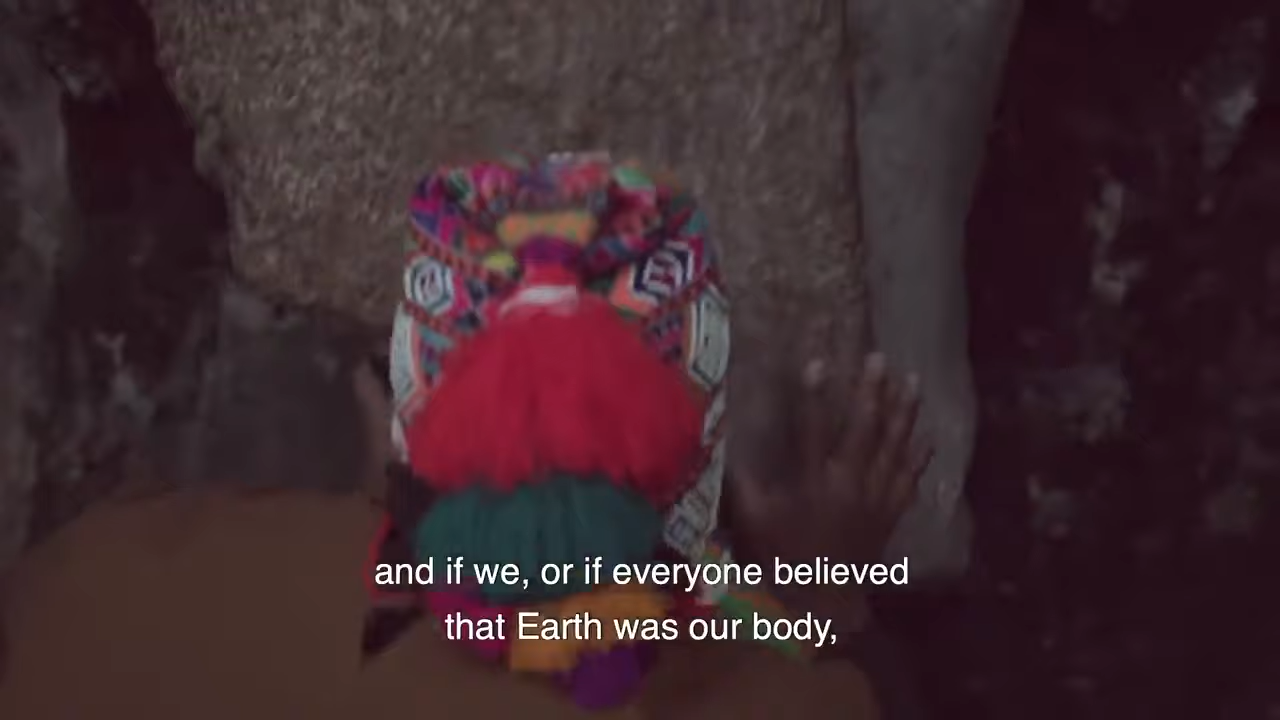 and if we, or if everyone believed
that Earth was our body,